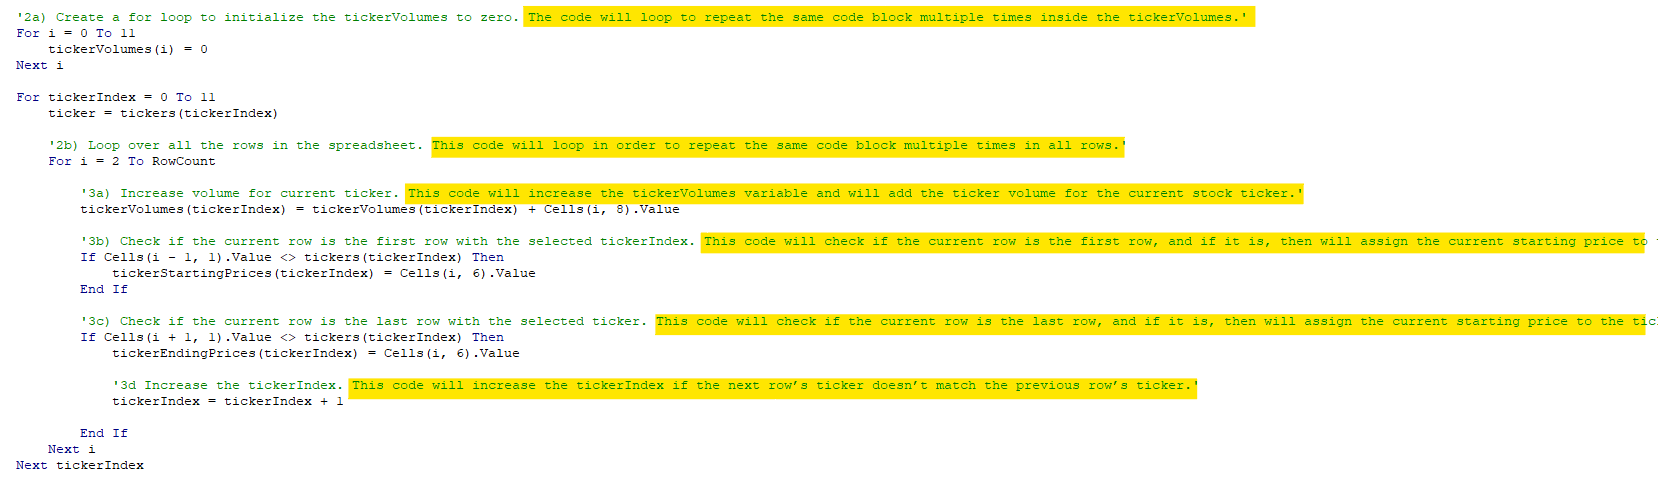 '2a) Create a for loop to initialize the tickerVolumes to zero. The code will loop to repeat the same code block multiple times inside the tickerVolumes.'
For i = 0 To 11
tickerVolumes(i) = 0
Next i
For tickerIndex = 0 To 11
ticker = tickers(tickerIndex)
'2b) Loop over all the rows in the spreadsheet. This code will loop in order to repeat the same code block multiple times in all rows.'
For i = 2 To RowCount
'3a) Increase volume for current ticker. This code will increase the tickerVolumes variable and will add the ticker volume for the current stock ticker.'
tickerVolumes(tickerIndex) = tickerVolumes(tickerIndex) + Cells(i, 8).Value
'3b) Check if the current row is the first row with the selected tickerIndex. This code will check if the current row is the first row, and if it is, then will assign the current starting price to
If Cells(i - 1, 1).Value <> tickers(tickerIndex) Then
tickerStartingPrices(tickerIndex) = Cells(i, 6).Value
End If
'3c) Check if the current row is the last row with the selected ticker. This code will check if the current row is the last row, and if it is, then will assign the current starting price to the tic
If Cells(i + 1, 1).Value <> tickers(tickerIndex) Then
tickerEndingPrices(tickerIndex) = Cells(i, 6).Value
'3d Increase the tickerIndex. This code will increase the tickerIndex if the next row’s ticker doesn’t match the previous row’s ticker.'
tickerIndex = tickerIndex + 1
End If
Next i
Next tickerIndex